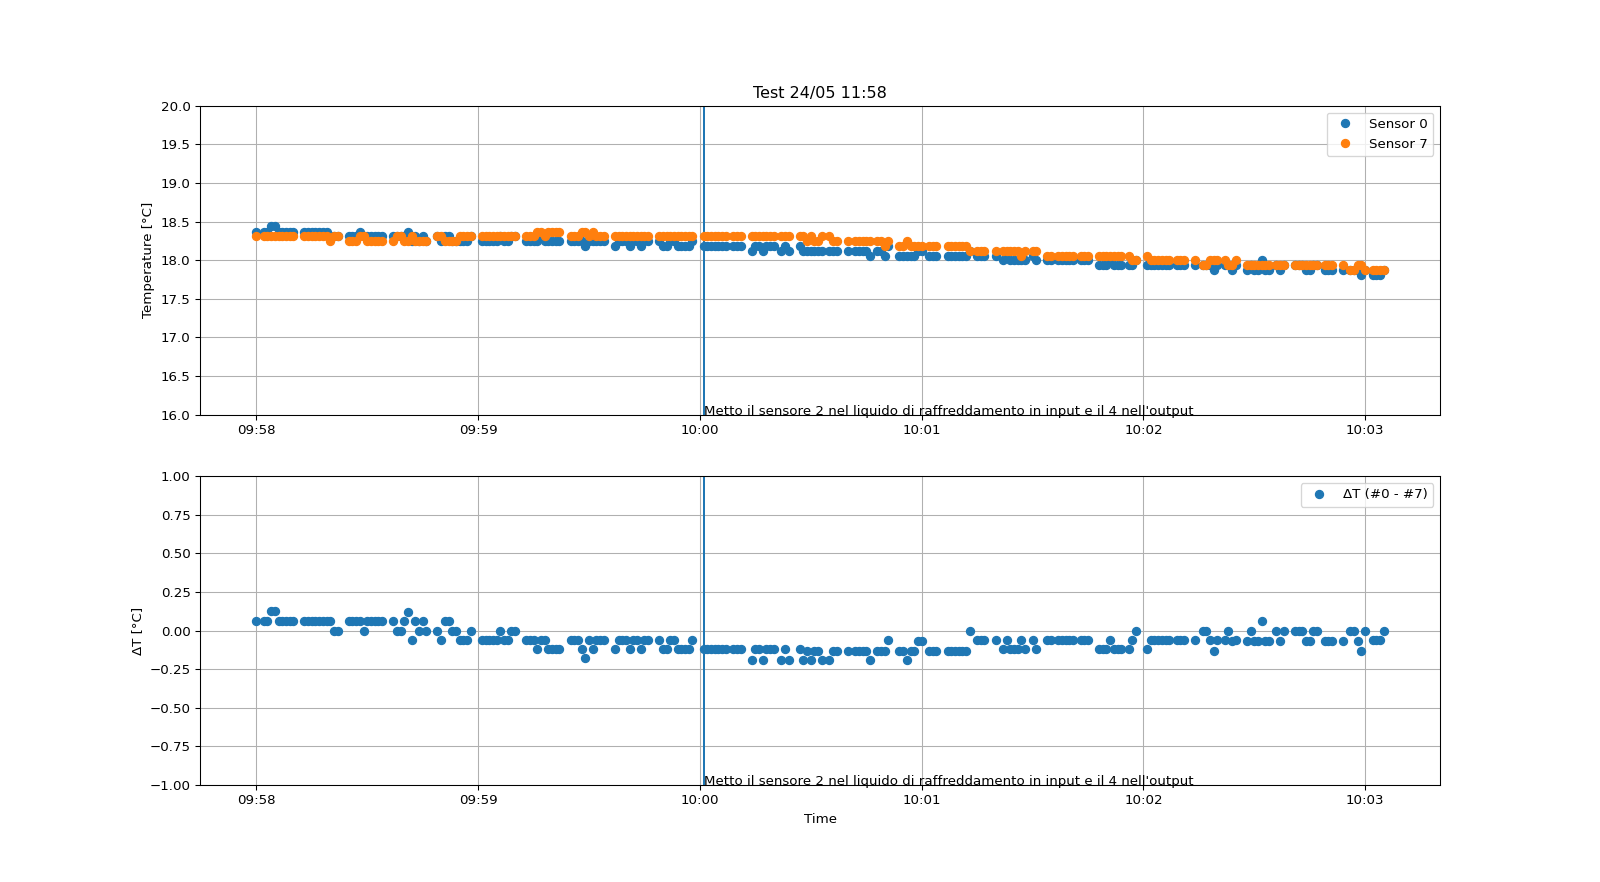 Test 24/05 11:58
20.0
19.5
19.0
18.5
18.0
17.5
17.0
16.5
16.0
Temperature [°C]
Sensor 0
Sensor 7
Metto il sensore 2 nel liquido di raffreddamento in input e il 4 nell'output
09:58 09:59 10:00 10:01 10:02 10:03
1.00
0.75
0.50
0.25
0.00
−0.25
−0.50
−0.75
−1.00
ΔT [°C]
ΔT (#0 - #7)
Metto il sensore 2 nel liquido di raffreddamento in input e il 4 nell'output
09:58 09:59 10:00 10:01 10:02 10:03
Time